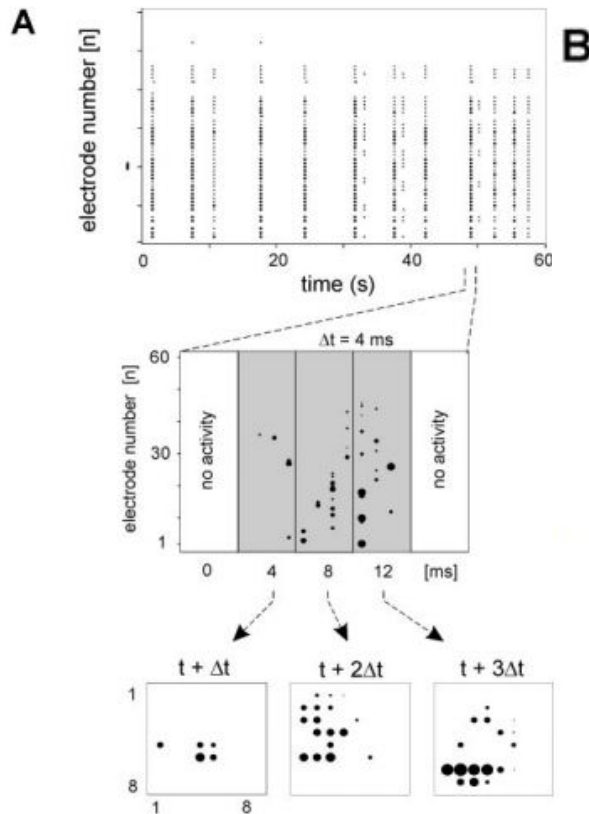 A
B
electrode number [n]
0
20
40
60
time (s)
Δt = 4 ms
electrode number [n]
60
30
1
no activity
no activity
0
4
8
12
[ms]
t + Δt
t + 2Δt
t + 3Δt
1
8
1
8